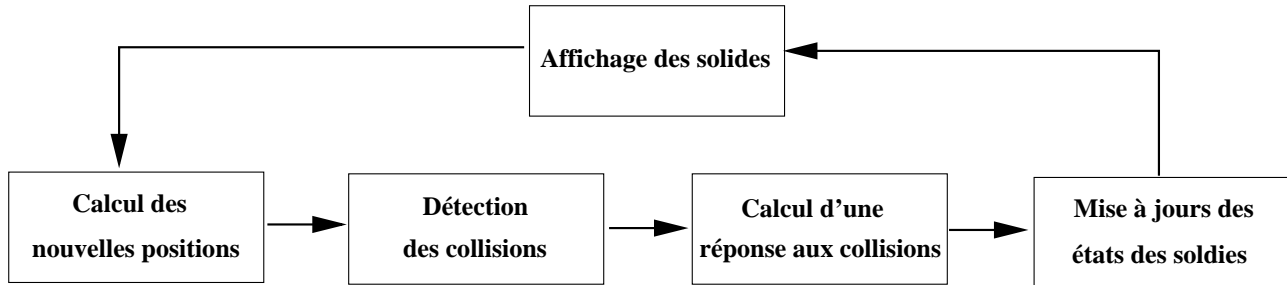 Affichage des solides
Calcul des
nouvelles positions
Détection
des collisions
Calcul d’une
réponse aux collisions
Mise à jours des
états des soldies